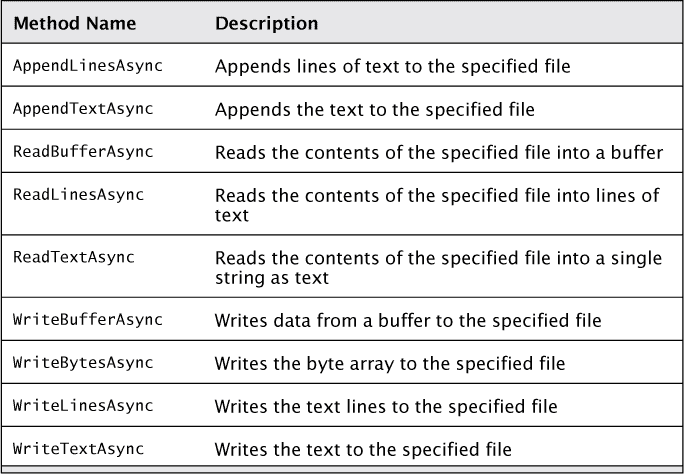 Method Name Description
AppendLinesAsync Appends lines of text to the specified file
AppendTextAsync Appends the text to the specified file
ReadBufferAsync Reads the contents of the specified file into a buffer
ReadLinesAsync Reads the contents of the specified file into lines of
text
ReadTextAsync Reads the contents of the specified file into a single
string as text
WriteBufferAsync Writes data from a buffer to the specified file
WriteBytesAsync Writes the byte array to the specified file
WriteLinesAsync Writes the text lines to the specified file
WriteTextAsync Writes the text to the specified file